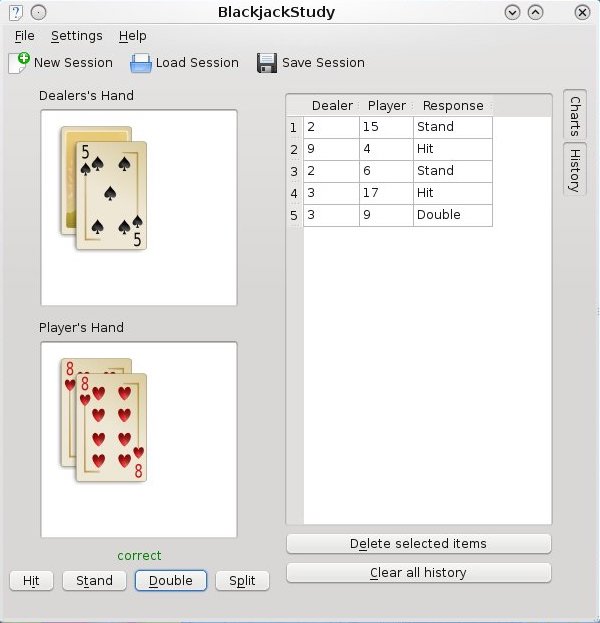 BlackjackStudy
File Settings Help
New Session Load Session Save Session
Dealers's Hand
5
5
Player's Hand
8
8
8
correct
Hit Stand Double Split
Dealer Player Response
1 2 15 Stand
2 9 4 Hit
3 2 6 Stand
4 3 17 Hit
5 3 9 Double
Delete selected items
Clear all history
Charts
History